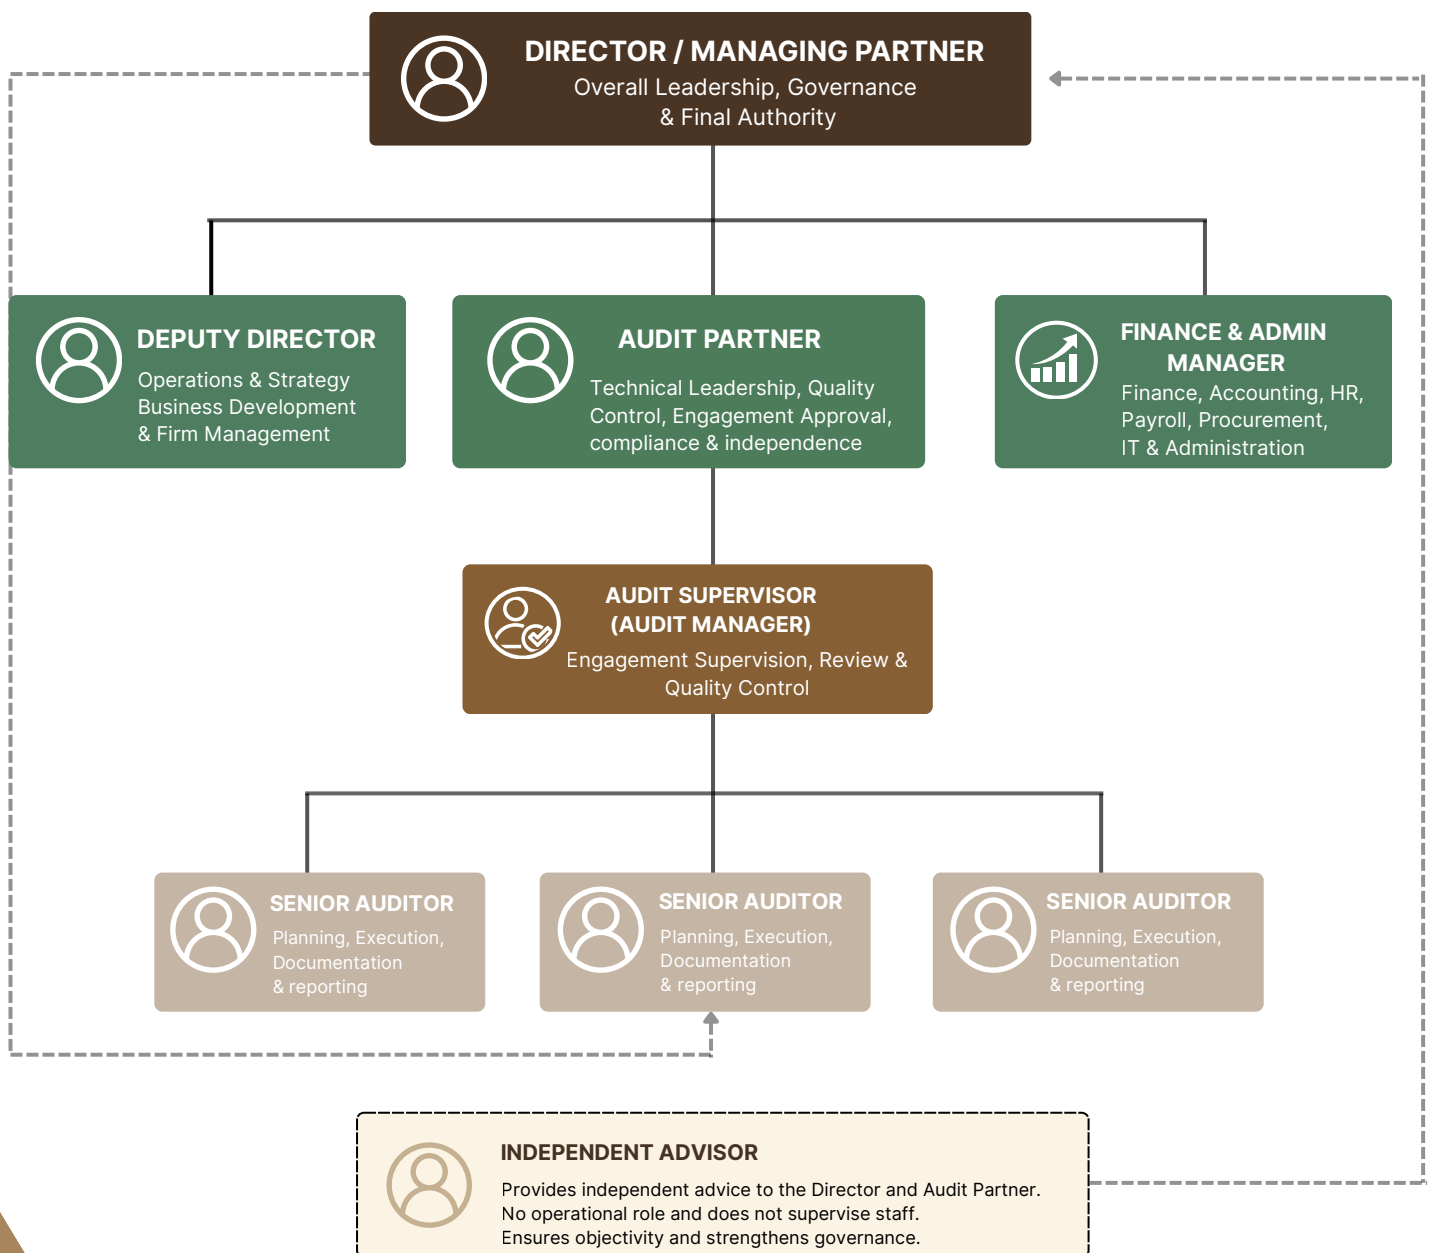 DIRECTOR / MANAGING PARTNER
Overall Leadership, Governance
& Final Authority
DEPUTY DIRECTOR
Operations & Strategy
Business Development
& Firm Management
AUDIT PARTNER
Technical Leadership, Quality
Control, Engagement Approval,
compliance & independence
FINANCE & ADMIN
MANAGER
Finance, Accounting, HR,
Payroll, Procurement,
IT & Administration
AUDIT SUPERVISOR
(AUDIT MANAGER)
Engagement Supervision, Review &
Quality Control
SENIOR AUDITOR
Planning, Execution,
Documentation
& reporting
SENIOR AUDITOR
Planning, Execution,
Documentation
& reporting
SENIOR AUDITOR
Planning, Execution,
Documentation
& reporting
INDEPENDENT ADVISOR
Provides independent advice to the Director and Audit Partner.
No operational role and does not supervise staff.
Ensures objectivity and strengthens governance.